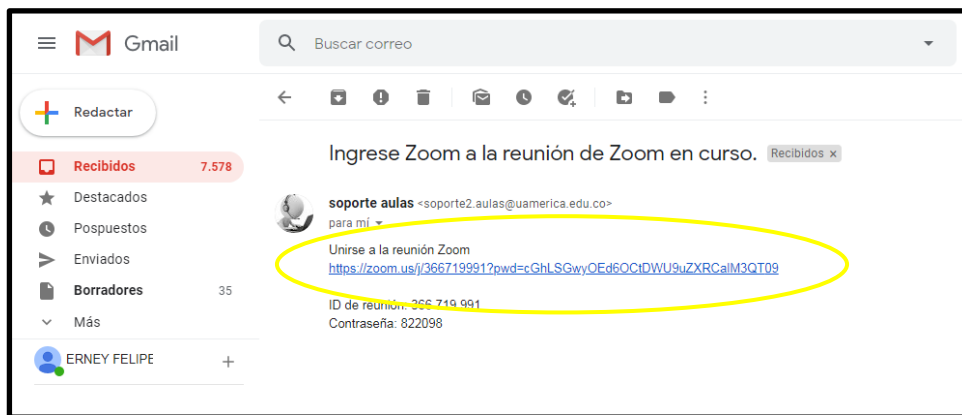 Gmail
Buscar correo
Redactar
Recibidos 7.578
Destacados
Pospuestos
Enviados
Borradores 35
Más
ERNEY FELIPE
Ingrese Zoom a la reunión de Zoom en curso. Recibidos x
soporte aulas <soporte2.aulas@uamerica.edu.co>
para mí
Unirse a la reunión Zoom
https://zoom.us/j/366719991?pwd=cGhLSGwyOEd6OCtDWU9uZXRCalM3QT09
ID de reunión: 366 719 991
Contraseña: 822098